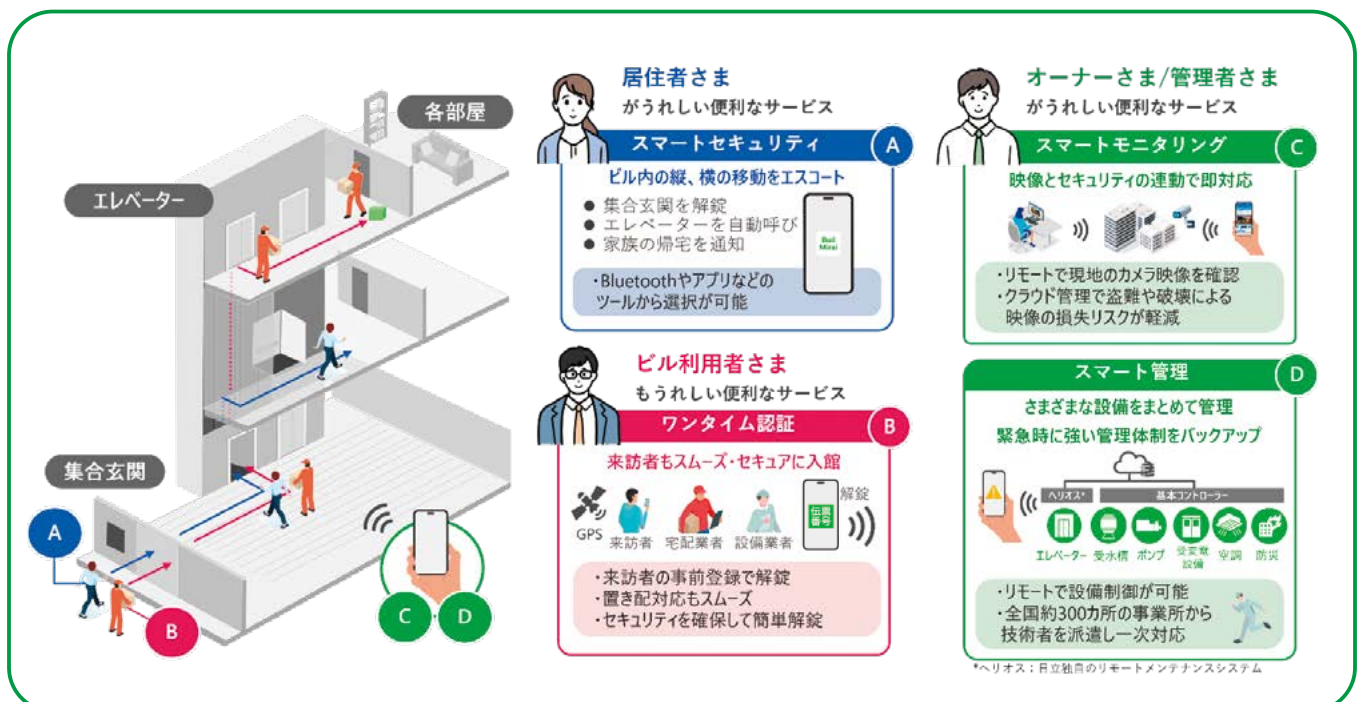 各部屋
エレベーター
集合玄関
A
B
C
D
居住者さま
がうれしい便利なサービス
スマートセキュリティ
A
ビル内の縦、横の移動をエスコート
● 集合玄関を解錠
● エレベーターを自動呼び
● 家族の帰宅を通知
Buil
Mirai
・Bluetoothやアプリなどの
ツールから選択が可能
ビル利用者さま
もうれしい便利なサービス
ワンタイム認証
B
来訪者もスムーズ・セキュアに入館
GPS
来訪者
宅配業者
設備業者
伝票
番号
解錠
・来訪者の事前登録で解錠
・置き配対応もスムーズ
・セキュリティを確保して簡単解錠
オーナーさま/管理者さま
がうれしい便利なサービス
スマートモニタリング
C
映像とセキュリティの連動で即対応
・リモートで現地のカメラ映像を確認
・クラウド管理で盗難や破壊による
映像の損失リスクが軽減
スマート管理
D
さまざまな設備をまとめて管理
緊急時に強い管理体制をバックアップ
ヘリオス*
基本コントローラー
エレベーター
受水槽
ポンプ
受変電
設備
空調
防災
・リモートで設備制御が可能
・全国約300カ所の事業所から
技術者を派遣し一次対応
*ヘリオス：日立独自のリモートメンテナンスシステム